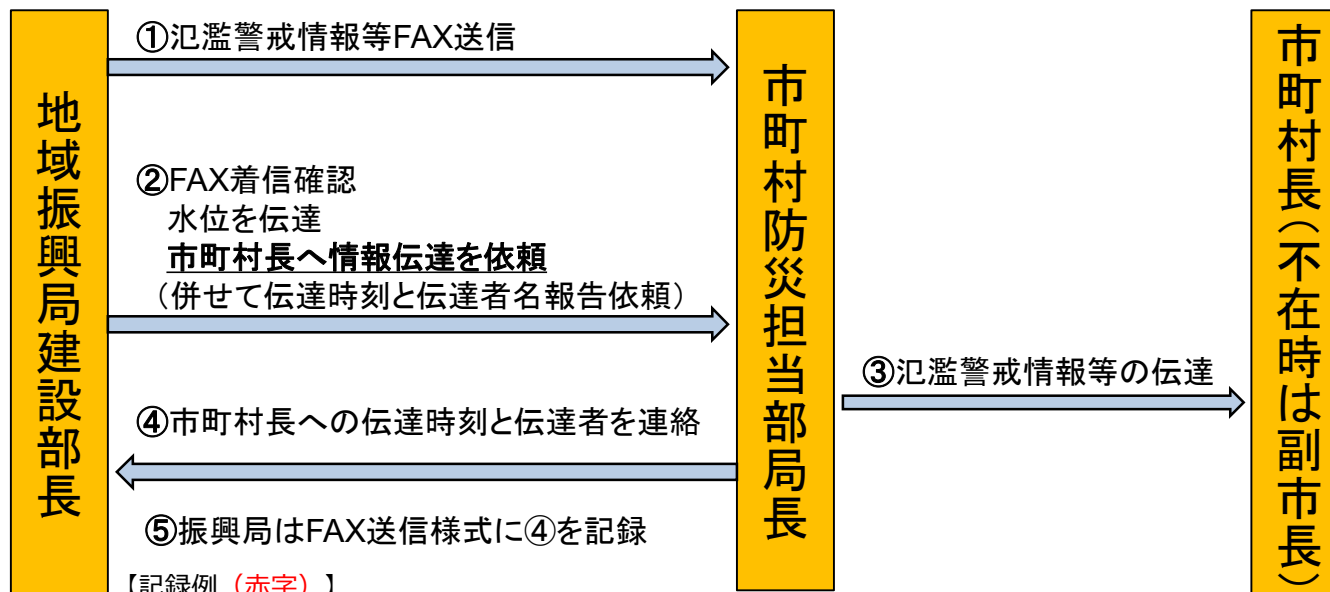 地域振興局建設部長
①氾濫警戒情報等FAX送信
②FAX着信確認
水位を伝達
市町村長へ情報伝達を依頼
（併せて伝達時刻と伝達者名報告依頼）
④市町村長への伝達時刻と伝達者を連絡
⑤振興局はFAX送信様式に④を記録
【記録例（赤字）】
市町村防災担当部局長
③氾濫警戒情報等の伝達
市町村長（不在時は副市長）